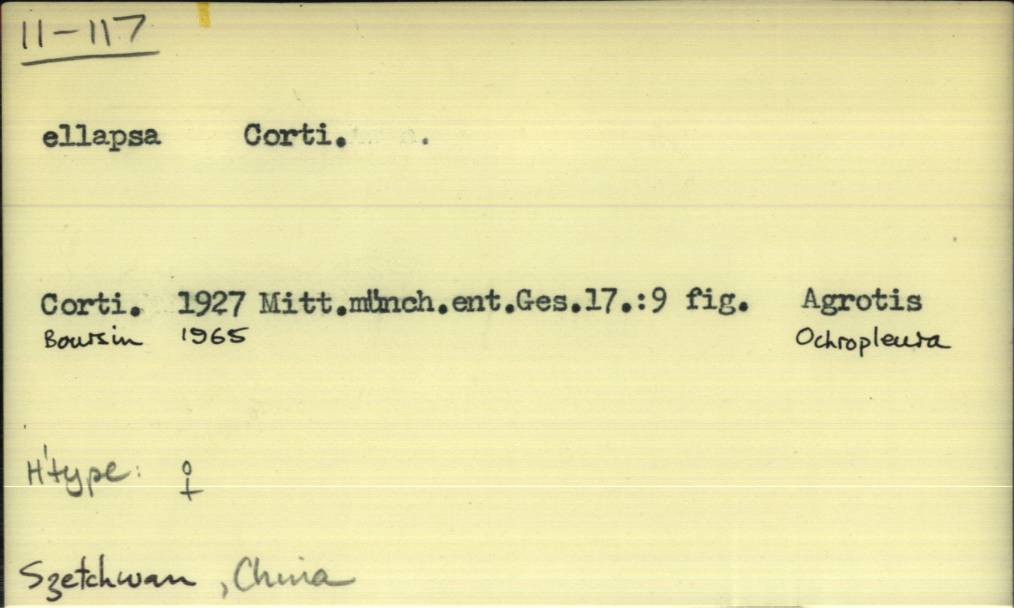 11-117
ellapsa Corti.
Corti. 1927 Mitt.münch.ent.Ges.17.:9 fig. Agrotis
Boursin 1965 Ochropleura
H'type: ♀
Szetchwan, China